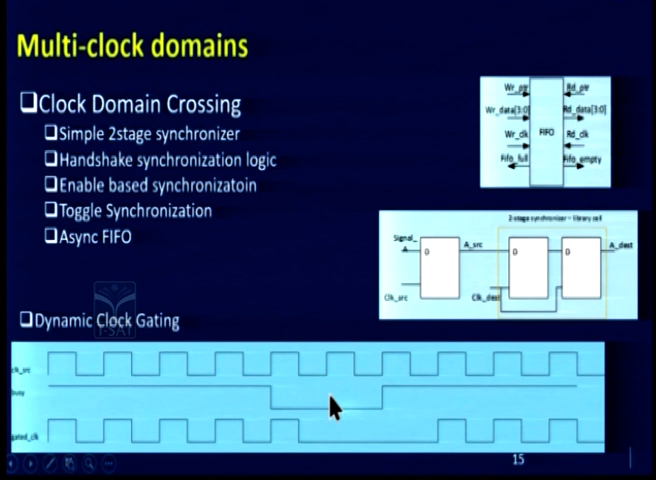 Multi-clock domains
Clock Domain Crossing
Simple 2stage synchronizer
Handshake synchronization logic
Enable based synchronizatoin
Toggle Synchronization
Async FIFO
Dynamic Clock Gating
Wr_ptr Rd_ptr
Wr_data[3:0] Rd_data[3:0]
FIFO
Wr_clk Rd_clk
Fifo_full Fifo_empty
2-stage synchronizer – library cell
Signal_
A
A_src
A_dest
D D D
Clk_src
Clk_dest
clk_src
busy
gated_clk
T-SAT
15